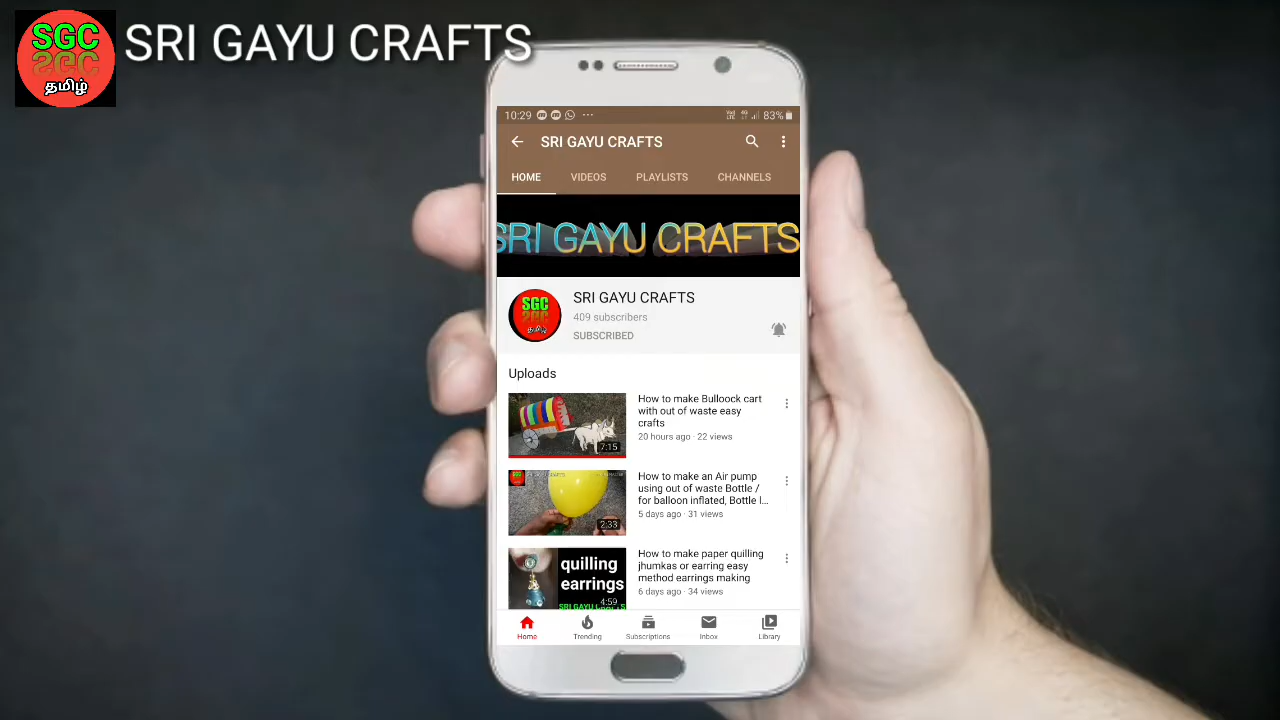 SGC
தமிழ்
SRI GAYU CRAFTS
10:29
83%
SRI GAYU CRAFTS
HOME
VIDEOS
PLAYLISTS
CHANNELS
SRI GAYU CRAFTS
SGC
தமிழ்
SRI GAYU CRAFTS
409 subscribers
SUBSCRIBED
Uploads
7:15
How to make Bulloock cart
with out of waste easy
crafts
20 hours ago · 22 views
2:33
How to make an Air pump
using out of waste Bottle /
for balloon inflated, Bottle l...
5 days ago · 31 views
quilling
earrings
4:59
How to make paper quilling
jhumkas or earring easy
method earrings making
6 days ago · 34 views
Home
Trending
Subscriptions
Inbox
Library